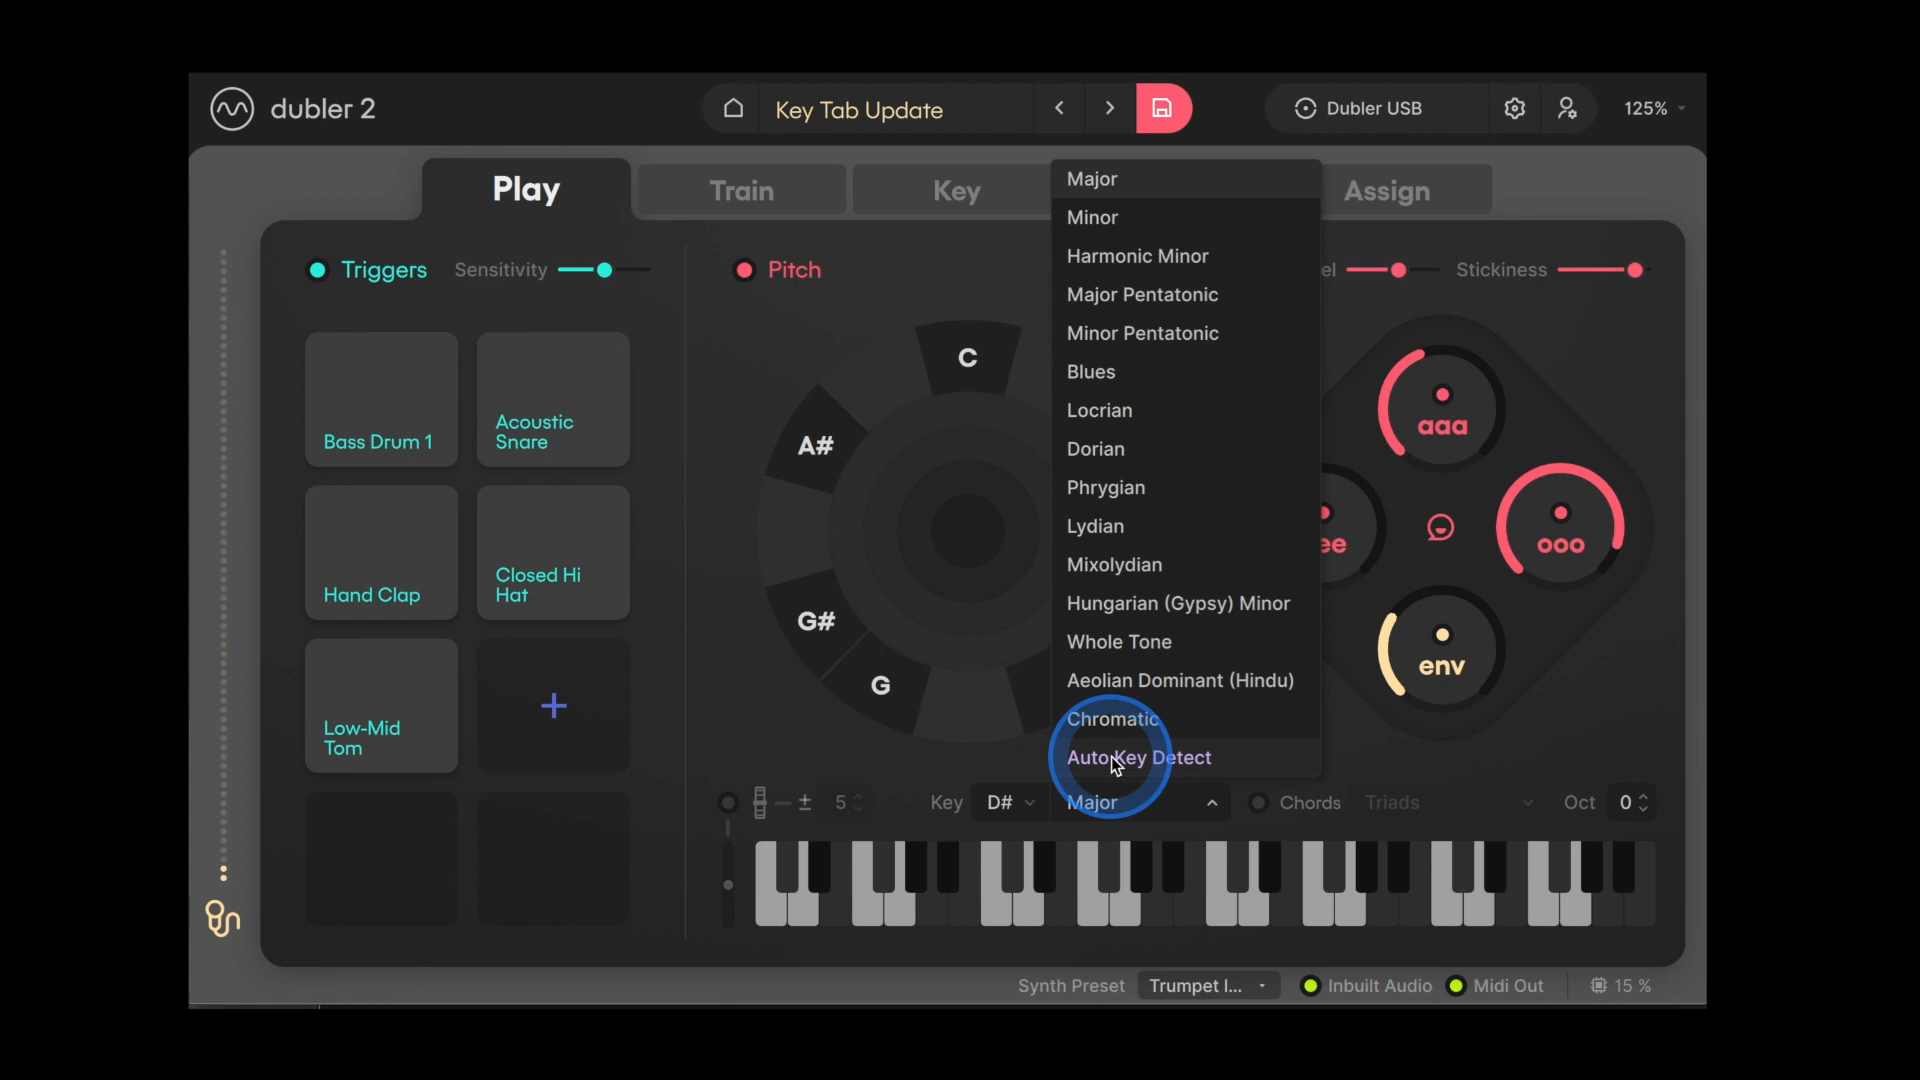 dubler 2
Key Tab Update
Dubler USB
125%
Play
Train
Key
Assign
Triggers
Sensitivity
Pitch
el
Stickiness
Major
Minor
Harmonic Minor
Major Pentatonic
Minor Pentatonic
Blues
Locrian
Dorian
Phrygian
Lydian
Mixolydian
Hungarian (Gypsy) Minor
Whole Tone
Aeolian Dominant (Hindu)
Chromatic
Auto Key Detect
Bass Drum 1
Acoustic
Snare
Hand Clap
Closed Hi
Hat
Low-Mid
Tom
+
C
A#
G#
G
aaa
ee
ooo
env
± 5
Key
D#
Major
Chords
Triads
Oct
0
Synth Preset
Trumpet I...
Inbuilt Audio
Midi Out
15 %